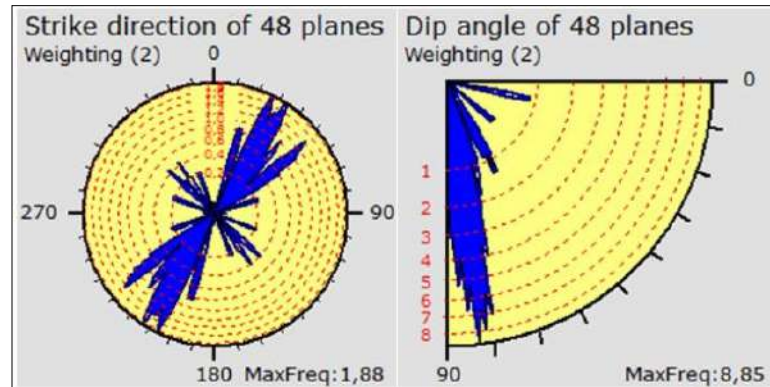 Strike direction of 48 planes
Weighting (2)
0
270
90
180
MaxFreq:1,88
Dip angle of 48 planes
Weighting (2)
0
1
2
3
4
5
6
7
8
90
MaxFreq:8,85